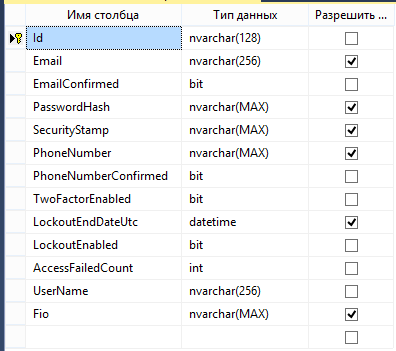 Имя столбца Тип данных Разрешить ...
Id nvarchar(128)
Email nvarchar(256)
EmailConfirmed bit
PasswordHash nvarchar(MAX)
SecurityStamp nvarchar(MAX)
PhoneNumber nvarchar(MAX)
PhoneNumberConfirmed bit
TwoFactorEnabled bit
LockoutEndDateUtc datetime
LockoutEnabled bit
AccessFailedCount int
UserName nvarchar(256)
Fio nvarchar(MAX)